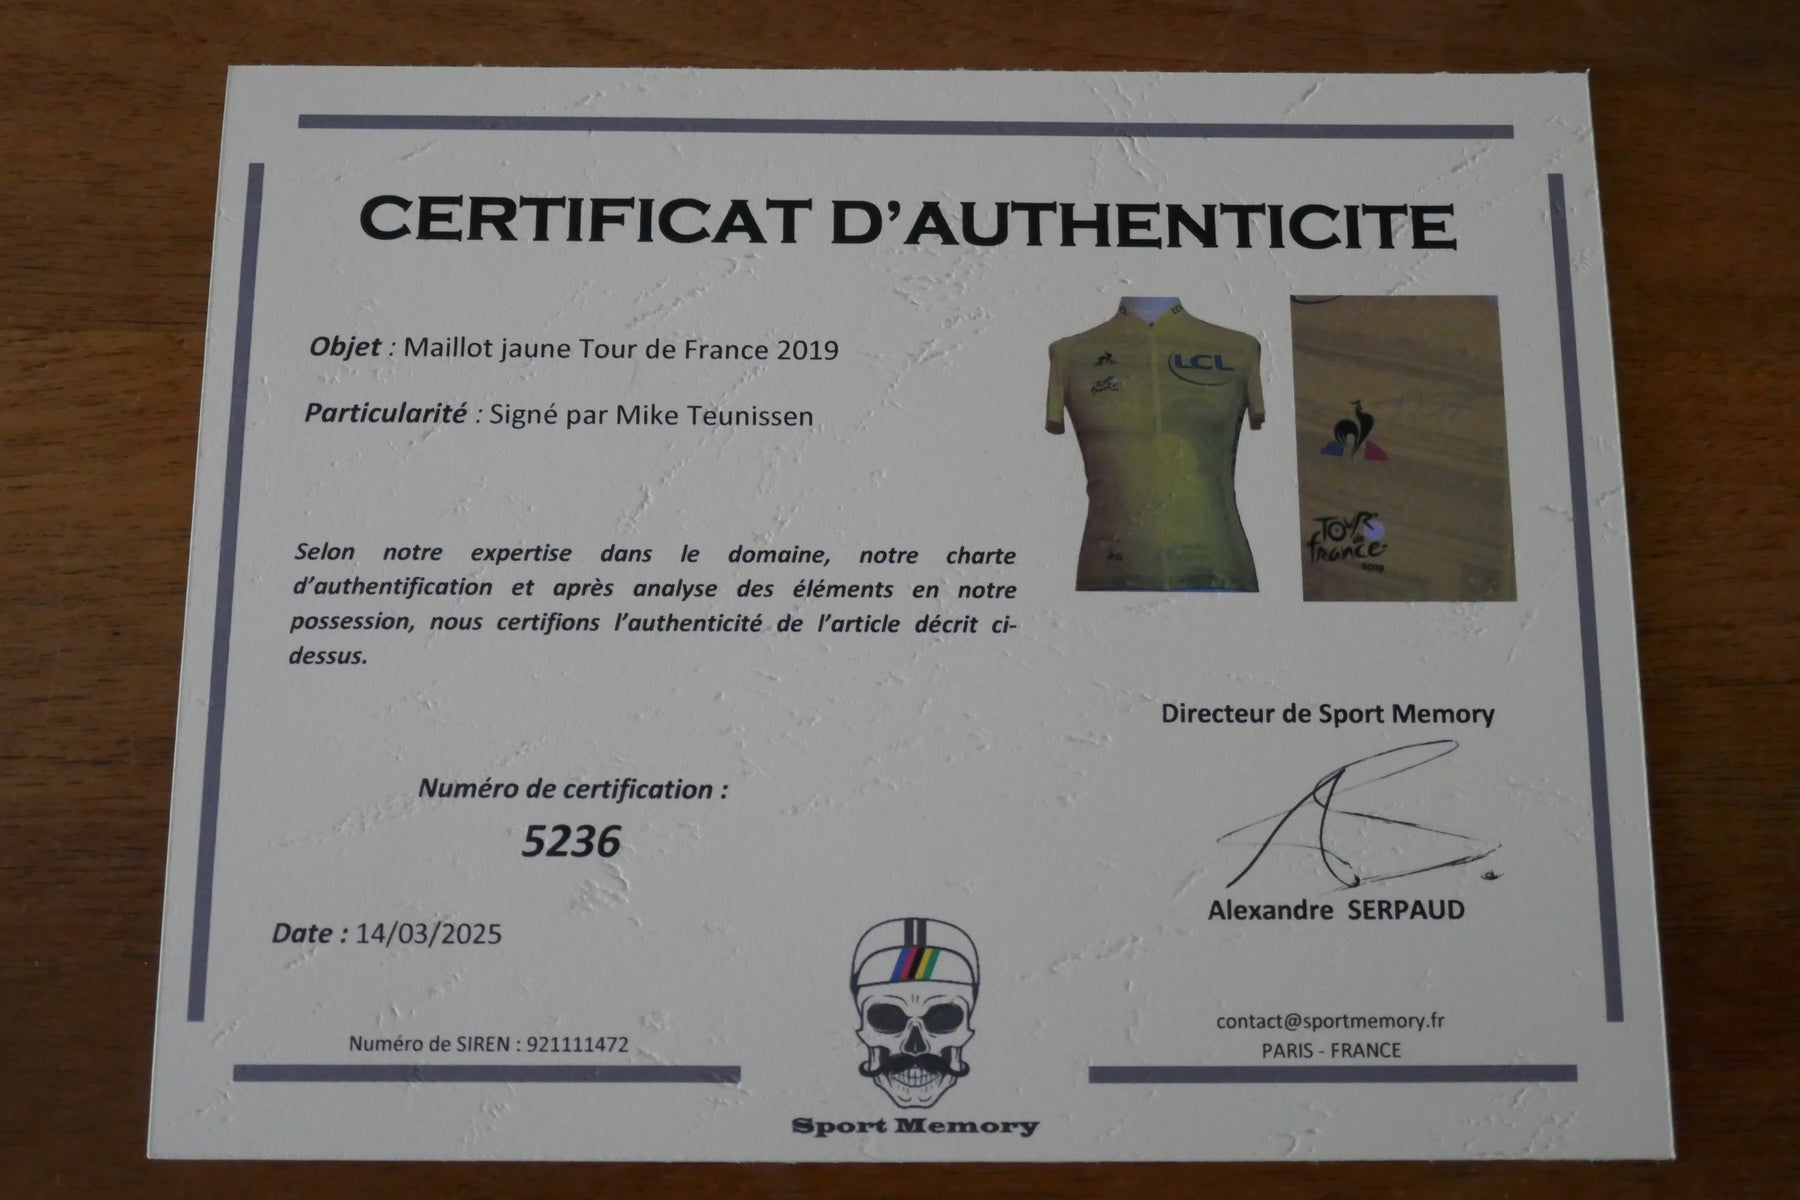 CERTIFICAT D'AUTHENTICITE
Objet : Maillot jaune Tour de France 2019
Particularité : Signé par Mike Teunissen
LCL
TOUR
france
2019
Selon notre expertise dans le domaine, notre charte
d'authentification et après analyse des éléments en notre
possession, nous certifions l'authenticité de l'article décrit ci-
dessus.
Directeur de Sport Memory
Numéro de certification :
5236
Alexandre SERPAUD
Date : 14/03/2025
contact@sportmemory.fr
Numéro de SIREN : 921111472
PARIS - FRANCE
Sport Memory